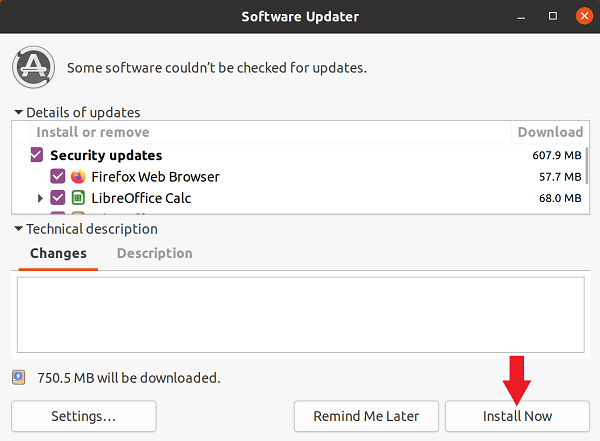 Software Updater
Some software couldn’t be checked for updates.
Details of updates
Install or remove Download
Security updates 607.9 MB
Firefox Web Browser 57.7 MB
LibreOffice Calc 68.0 MB
Technical description
Changes Description
750.5 MB will be downloaded.
Settings... Remind Me Later Install Now